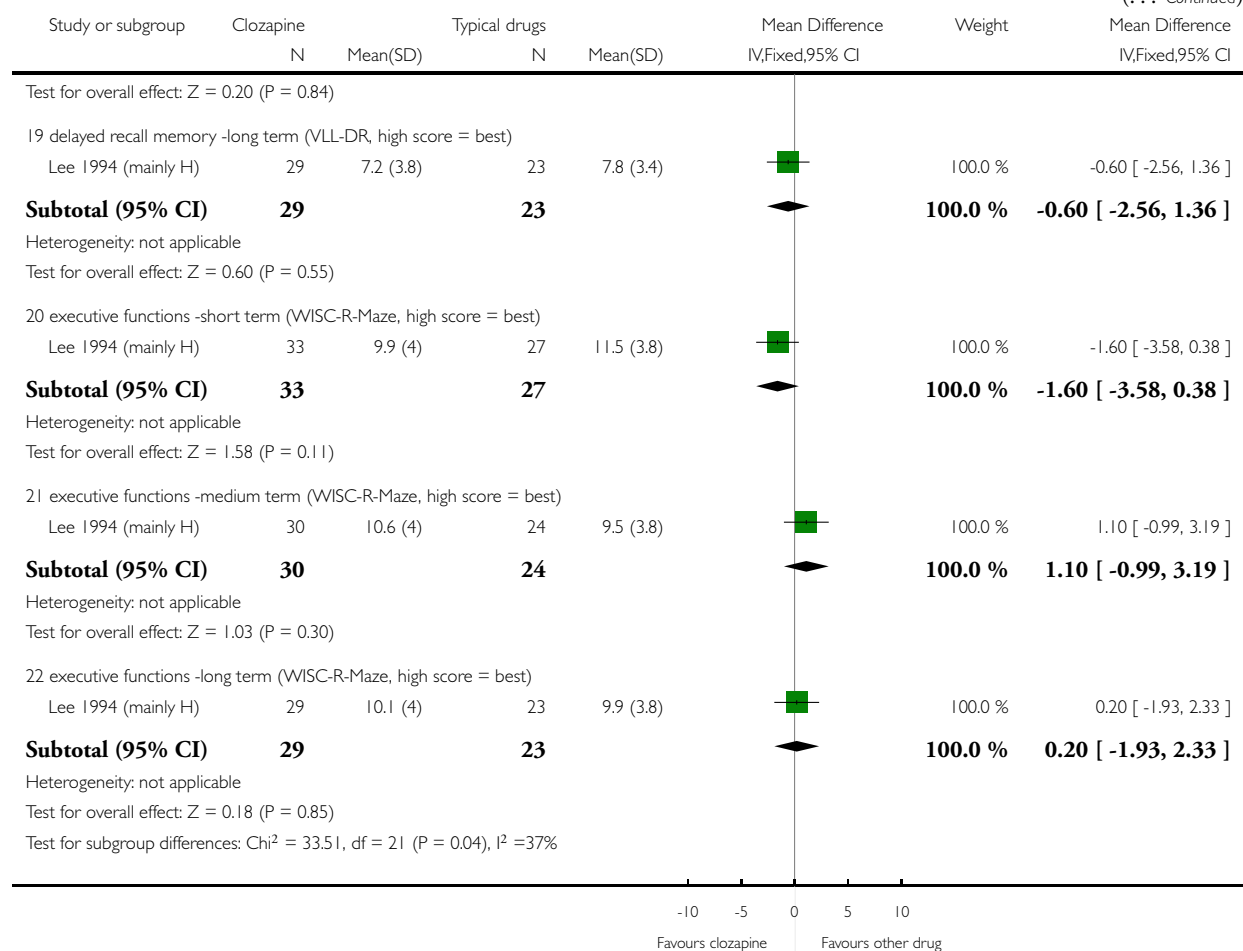 (. . . Continued)
Study or subgroup Clozapine Typical drugs Mean Difference Weight Mean Difference
N Mean(SD) N Mean(SD) IV,Fixed,95% CI IV,Fixed,95% CI
Test for overall effect: Z = 0.20 (P = 0.84)
19 delayed recall memory -long term (VLL-DR, high score = best)
Lee 1994 (mainly H) 29 7.2 (3.8) 23 7.8 (3.4) 100.0 % -0.60 [ -2.56, 1.36 ]
Subtotal (95% CI) 29 23 100.0 % -0.60 [ -2.56, 1.36 ]
Heterogeneity: not applicable
Test for overall effect: Z = 0.60 (P = 0.55)
20 executive functions -short term (WISC-R-Maze, high score = best)
Lee 1994 (mainly H) 33 9.9 (4) 27 11.5 (3.8) 100.0 % -1.60 [ -3.58, 0.38 ]
Subtotal (95% CI) 33 27 100.0 % -1.60 [ -3.58, 0.38 ]
Heterogeneity: not applicable
Test for overall effect: Z = 1.58 (P = 0.11)
21 executive functions -medium term (WISC-R-Maze, high score = best)
Lee 1994 (mainly H) 30 10.6 (4) 24 9.5 (3.8) 100.0 % 1.10 [ -0.99, 3.19 ]
Subtotal (95% CI) 30 24 100.0 % 1.10 [ -0.99, 3.19 ]
Heterogeneity: not applicable
Test for overall effect: Z = 1.03 (P = 0.30)
22 executive functions -long term (WISC-R-Maze, high score = best)
Lee 1994 (mainly H) 29 10.1 (4) 23 9.9 (3.8) 100.0 % 0.20 [ -1.93, 2.33 ]
Subtotal (95% CI) 29 23 100.0 % 0.20 [ -1.93, 2.33 ]
Heterogeneity: not applicable
Test for overall effect: Z = 0.18 (P = 0.85)
Test for subgroup differences: Chi² = 33.51, df = 21 (P = 0.04), I² =37%
-10 -5 0 5 10
Favours clozapine Favours other drug